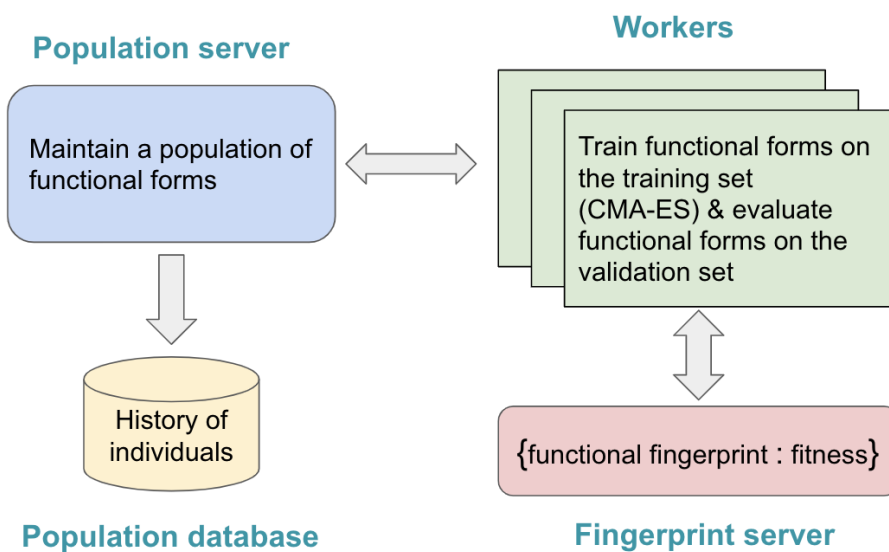 Population server
Workers
Maintain a population of
functional forms
Train functional forms on
the training set
(CMA-ES) & evaluate
functional forms on the
validation set
History of
individuals
{functional fingerprint : fitness}
Population database
Fingerprint server